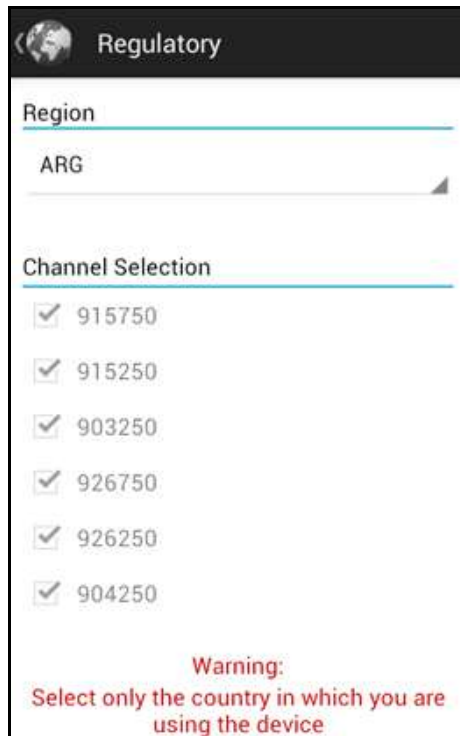 Regulatory
Region
ARG
Channel Selection
915750
915250
903250
926750
926250
904250
Warning:
Select only the country in which you are
using the device